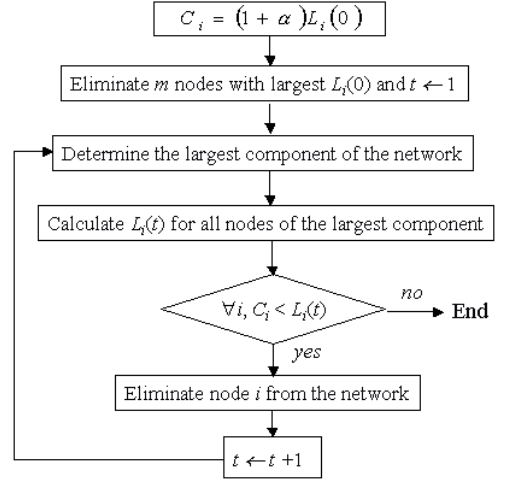 C_i = (1 + α)L_i(0)
Eliminate m nodes with largest L_i(0) and t ← 1
Determine the largest component of the network
Calculate L_i(t) for all nodes of the largest component
∀i, C_i < L_i(t)
no
End
yes
Eliminate node i from the network
t ← t +1